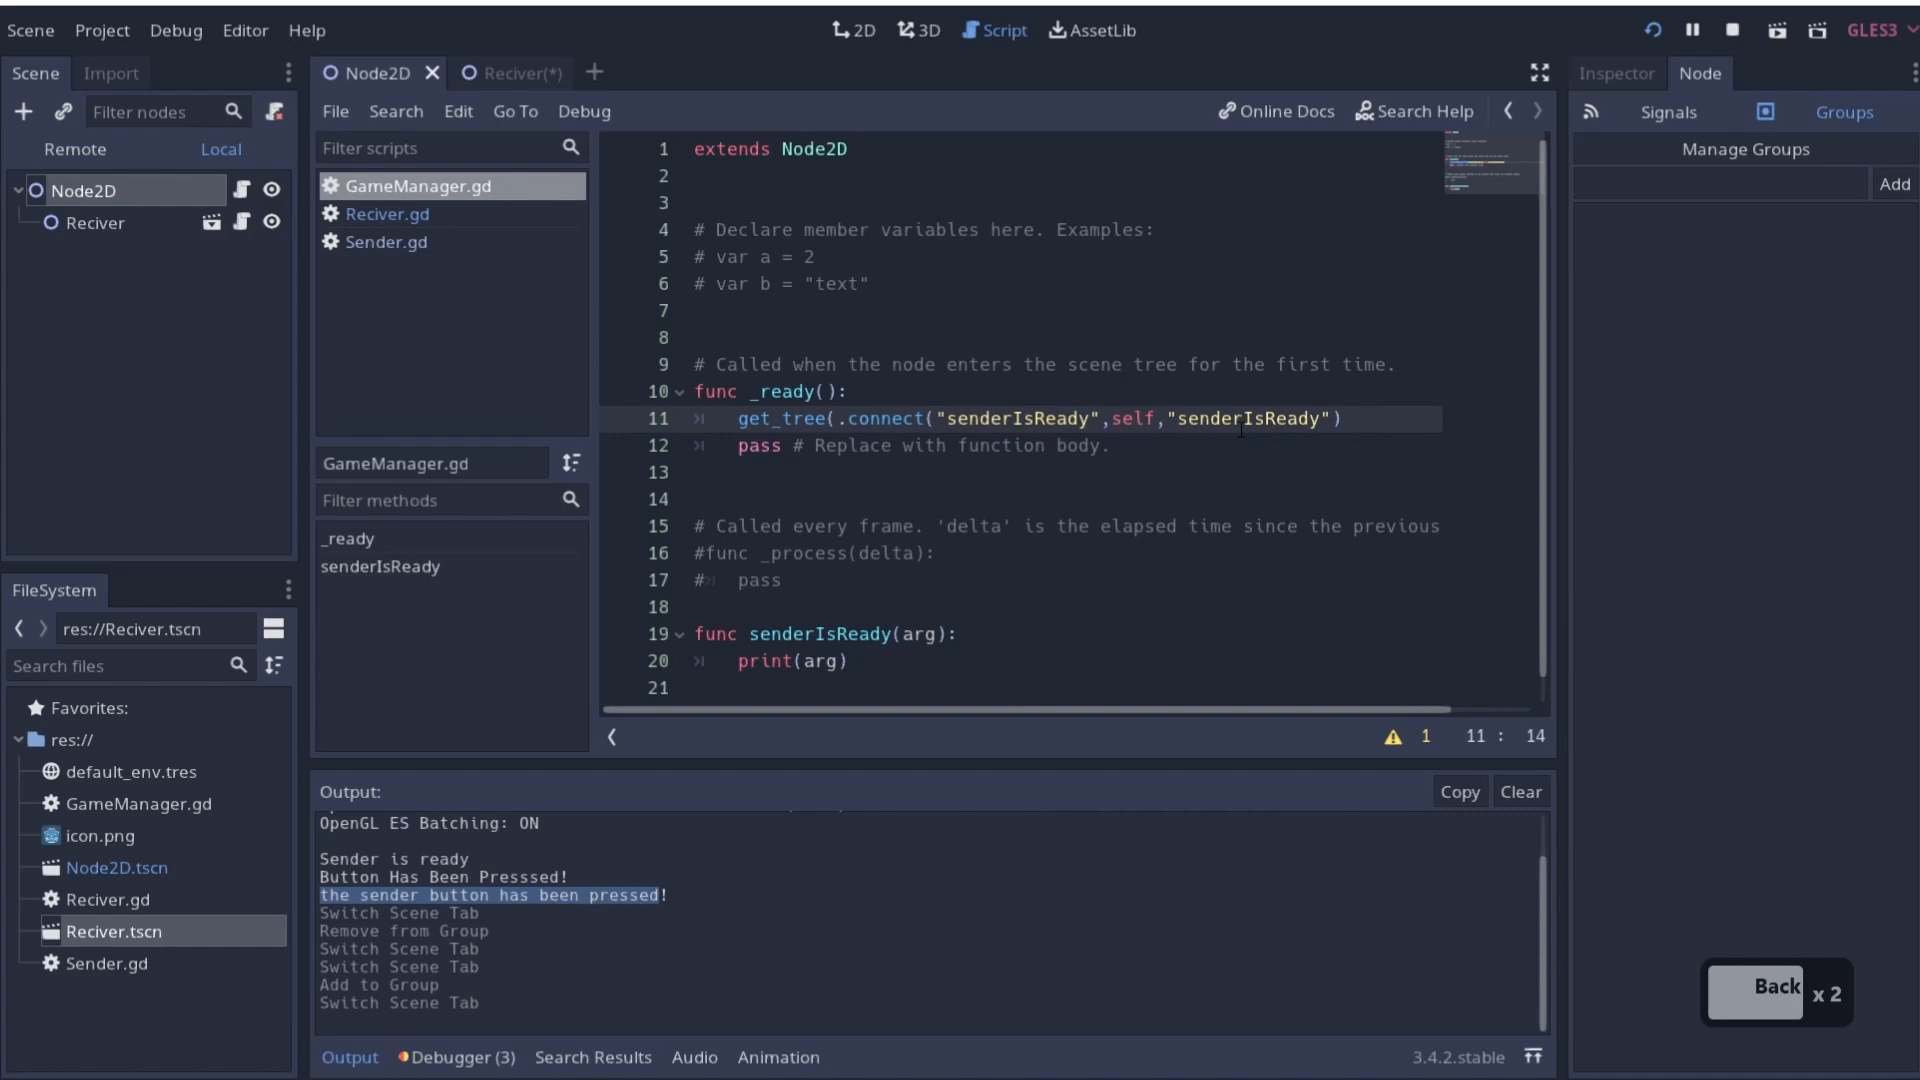 Scene Project Debug Editor Help
2D 3D Script AssetLib
GLES3
Scene Import
Filter nodes
Remote Local
Node2D
Reciver
FileSystem
res://Reciver.tscn
Search files
Favorites:
res://
default_env.tres
GameManager.gd
icon.png
Node2D.tscn
Reciver.gd
Reciver.tscn
Sender.gd
Node2D Reciver(*)
File Search Edit Go To Debug
Online Docs Search Help
Filter scripts
GameManager.gd
Reciver.gd
Sender.gd
GameManager.gd
Filter methods
_ready
senderIsReady
1 extends Node2D
2
3
4 # Declare member variables here. Examples:
5 # var a = 2
6 # var b = "text"
7
8
9 # Called when the node enters the scene tree for the first time.
10 func _ready():
11 get_tree(.connect("senderIsReady",self,"senderIsReady")
12 pass # Replace with function body.
13
14
15 # Called every frame. 'delta' is the elapsed time since the previous
16 #func _process(delta):
17 # pass
18
19 func senderIsReady(arg):
20 print(arg)
21
1 11 : 14
Output:
Copy Clear
OpenGL ES Batching: ON
Sender is ready
Button Has Been Presssed!
the sender button has been pressed!
Switch Scene Tab
Remove from Group
Switch Scene Tab
Switch Scene Tab
Add to Group
Switch Scene Tab
Output Debugger (3) Search Results Audio Animation
3.4.2.stable
Inspector Node
Signals Groups
Manage Groups
Add
Back x 2